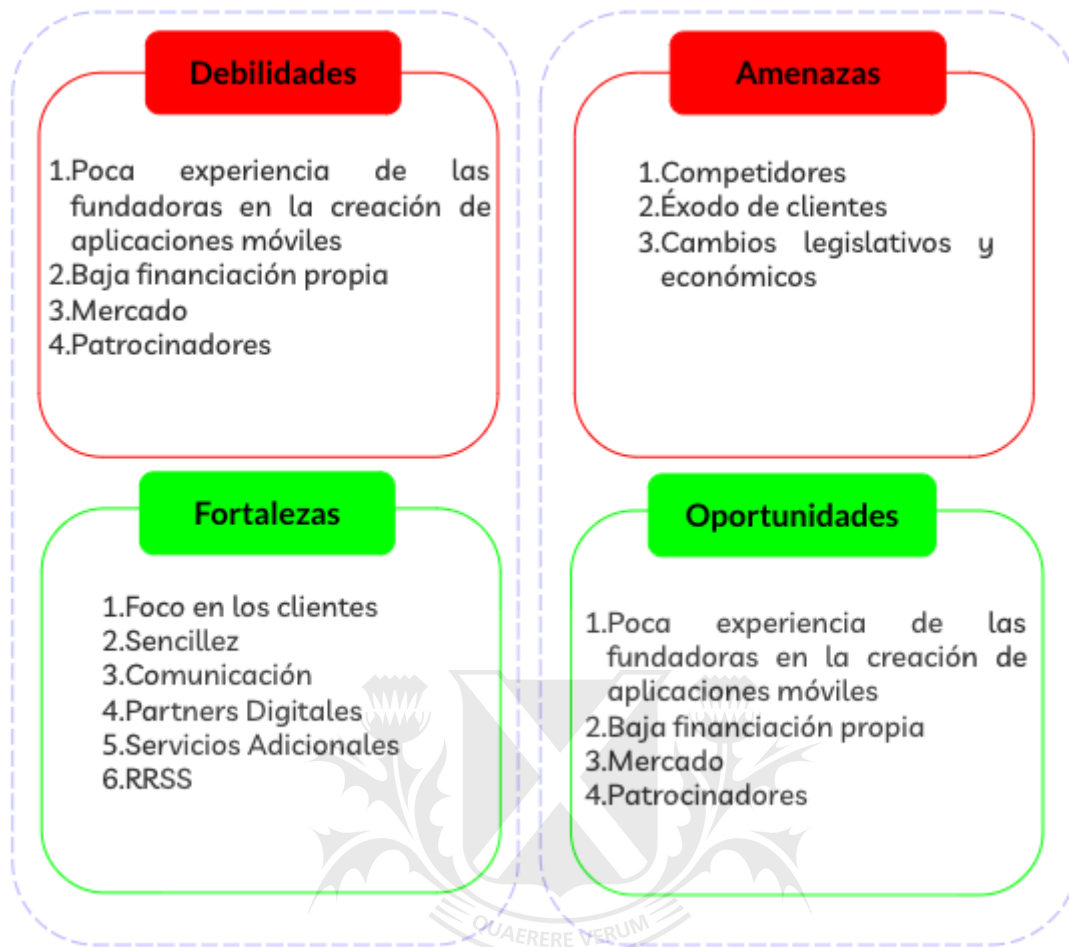 Debilidades
1.Poca experiencia de las
fundadoras en la creación de
aplicaciones móviles
2.Baja financiación propia
3.Mercado
4.Patrocinadores
Amenazas
1.Competidores
2.Éxodo de clientes
3.Cambios legislativos y
económicos
Fortalezas
1.Foco en los clientes
2.Sencillez
3.Comunicación
4.Partners Digitales
5.Servicios Adicionales
6.RRSS
Oportunidades
1.Poca experiencia de las
fundadoras en la creación de
aplicaciones móviles
2.Baja financiación propia
3.Mercado
4.Patrocinadores
QUAERERE VERUM